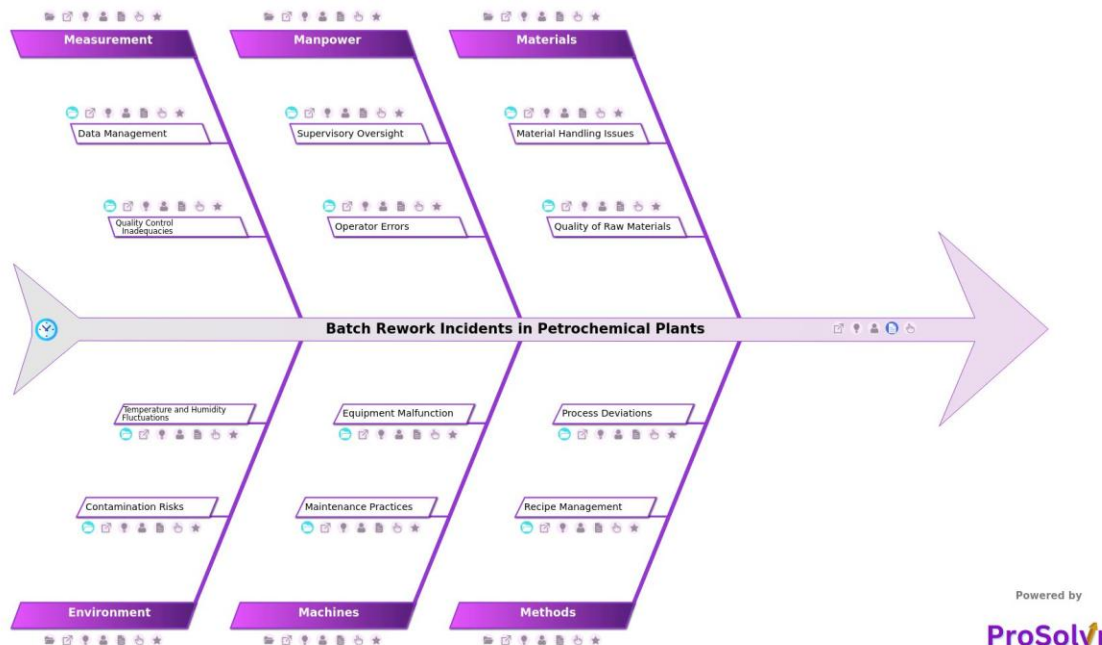 Measurement
Manpower
Materials
Data Management
Supervisory Oversight
Material Handling Issues
Quality Control
Inadequacies
Operator Errors
Quality of Raw Materials
Batch Rework Incidents in Petrochemical Plants
Temperature and Humidity
Fluctuations
Equipment Malfunction
Process Deviations
Contamination Risks
Maintenance Practices
Recipe Management
Environment
Machines
Methods
Powered by